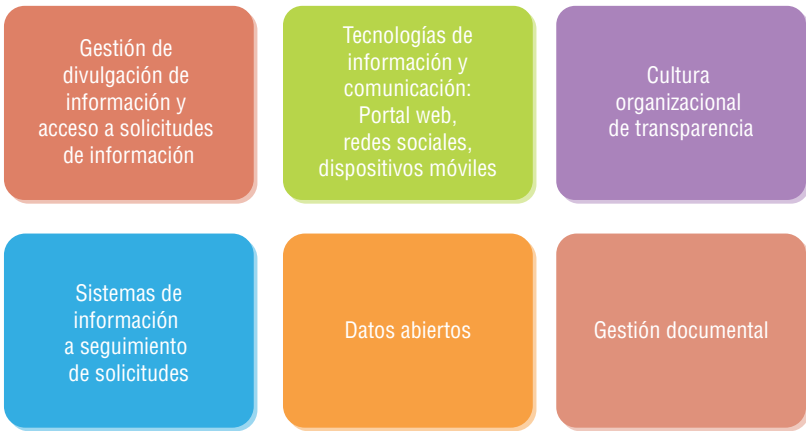 Gestión de
divulgación de
información y
acceso a solicitudes
de información
Tecnologías de
información y
comunicación:
Portal web,
redes sociales,
dispositivos móviles
Cultura
organizacional
de transparencia
Sistemas de
información
a seguimiento
de solicitudes
Datos abiertos
Gestión documental